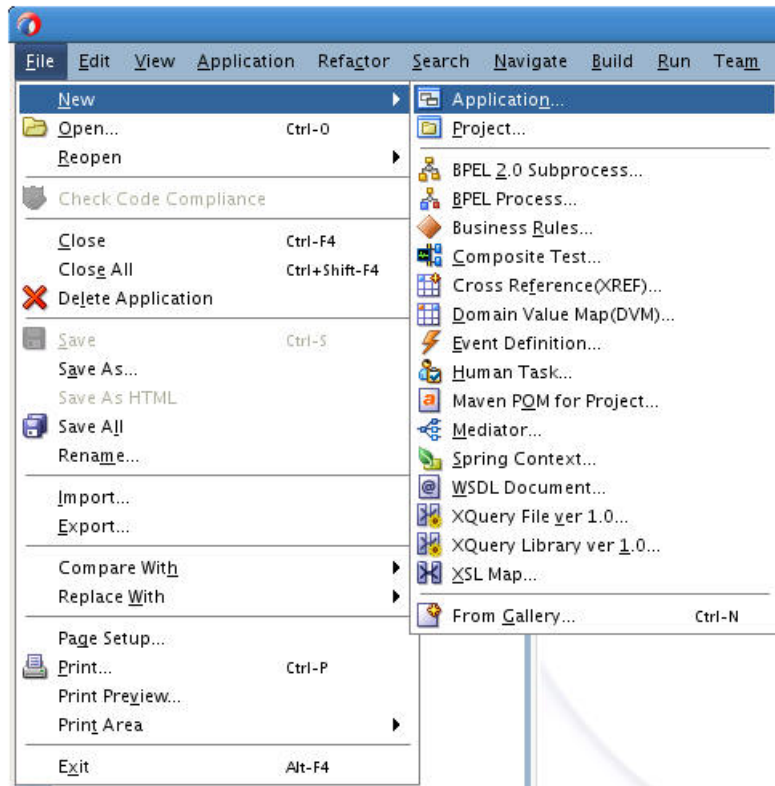 File Edit View Application Refactor Search Navigate Build Run Team
New
Open... Ctrl-O
Reopen
Check Code Compliance
Close Ctrl-F4
Close All Ctrl+Shift-F4
Delete Application
Save Ctrl-S
Save As...
Save As HTML
Save All
Rename...
Import...
Export...
Compare With
Replace With
Page Setup...
Print... Ctrl-P
Print Preview...
Print Area
Exit Alt-F4
Application...
Project...
BPEL 2.0 Subprocess...
BPEL Process...
Business Rules...
Composite Test...
Cross Reference(XREF)...
Domain Value Map(DVM)...
Event Definition...
Human Task...
Maven POM for Project...
Mediator...
Spring Context...
WSDL Document...
XQuery File ver 1.0...
XQuery Library ver 1.0...
XSL Map...
From Gallery... Ctrl-N